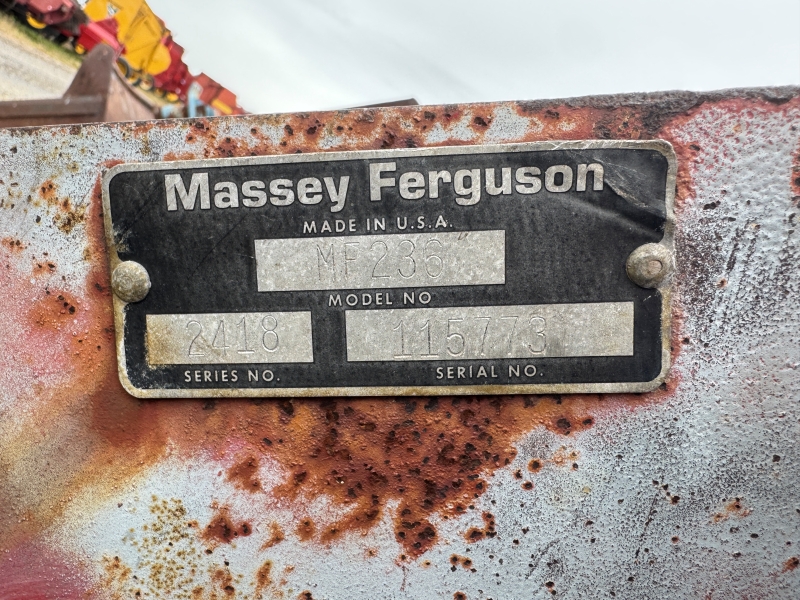 Massey Ferguson
MADE IN U.S.A.
MF236
MODEL NO
2418
115773
SERIES NO.
SERIAL NO.